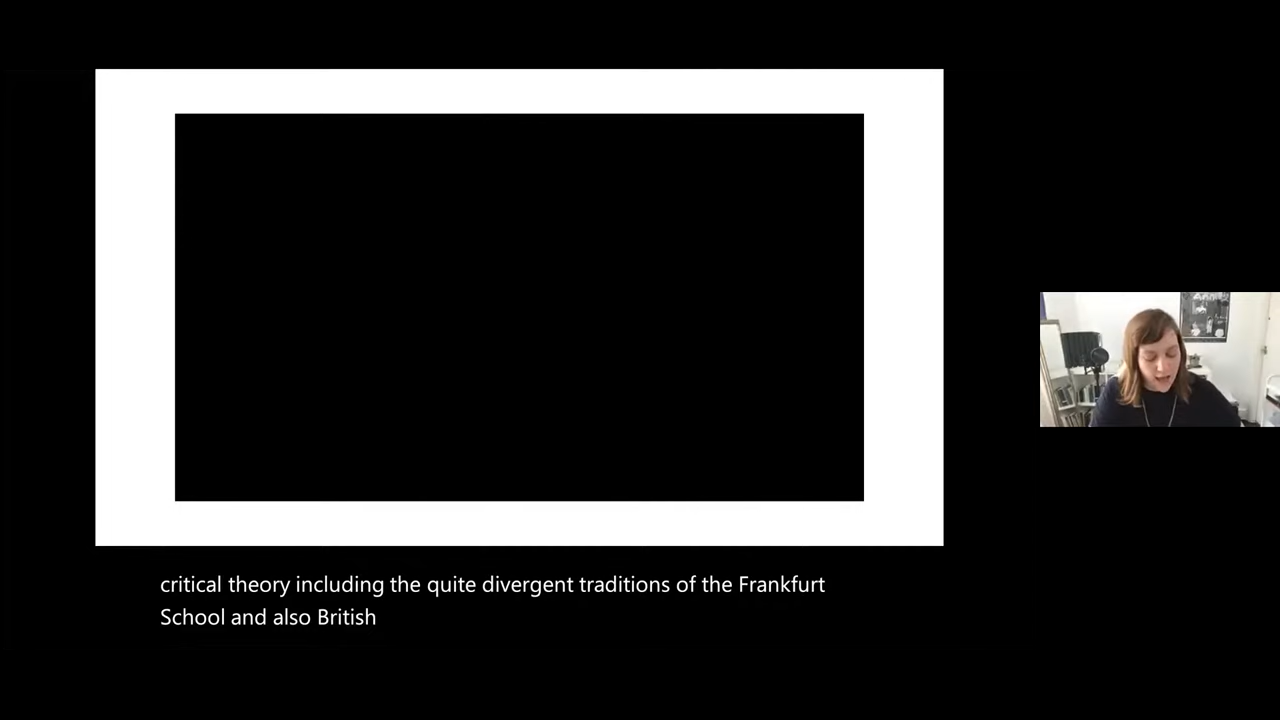 critical theory including the quite divergent traditions of the Frankfurt
School and also British